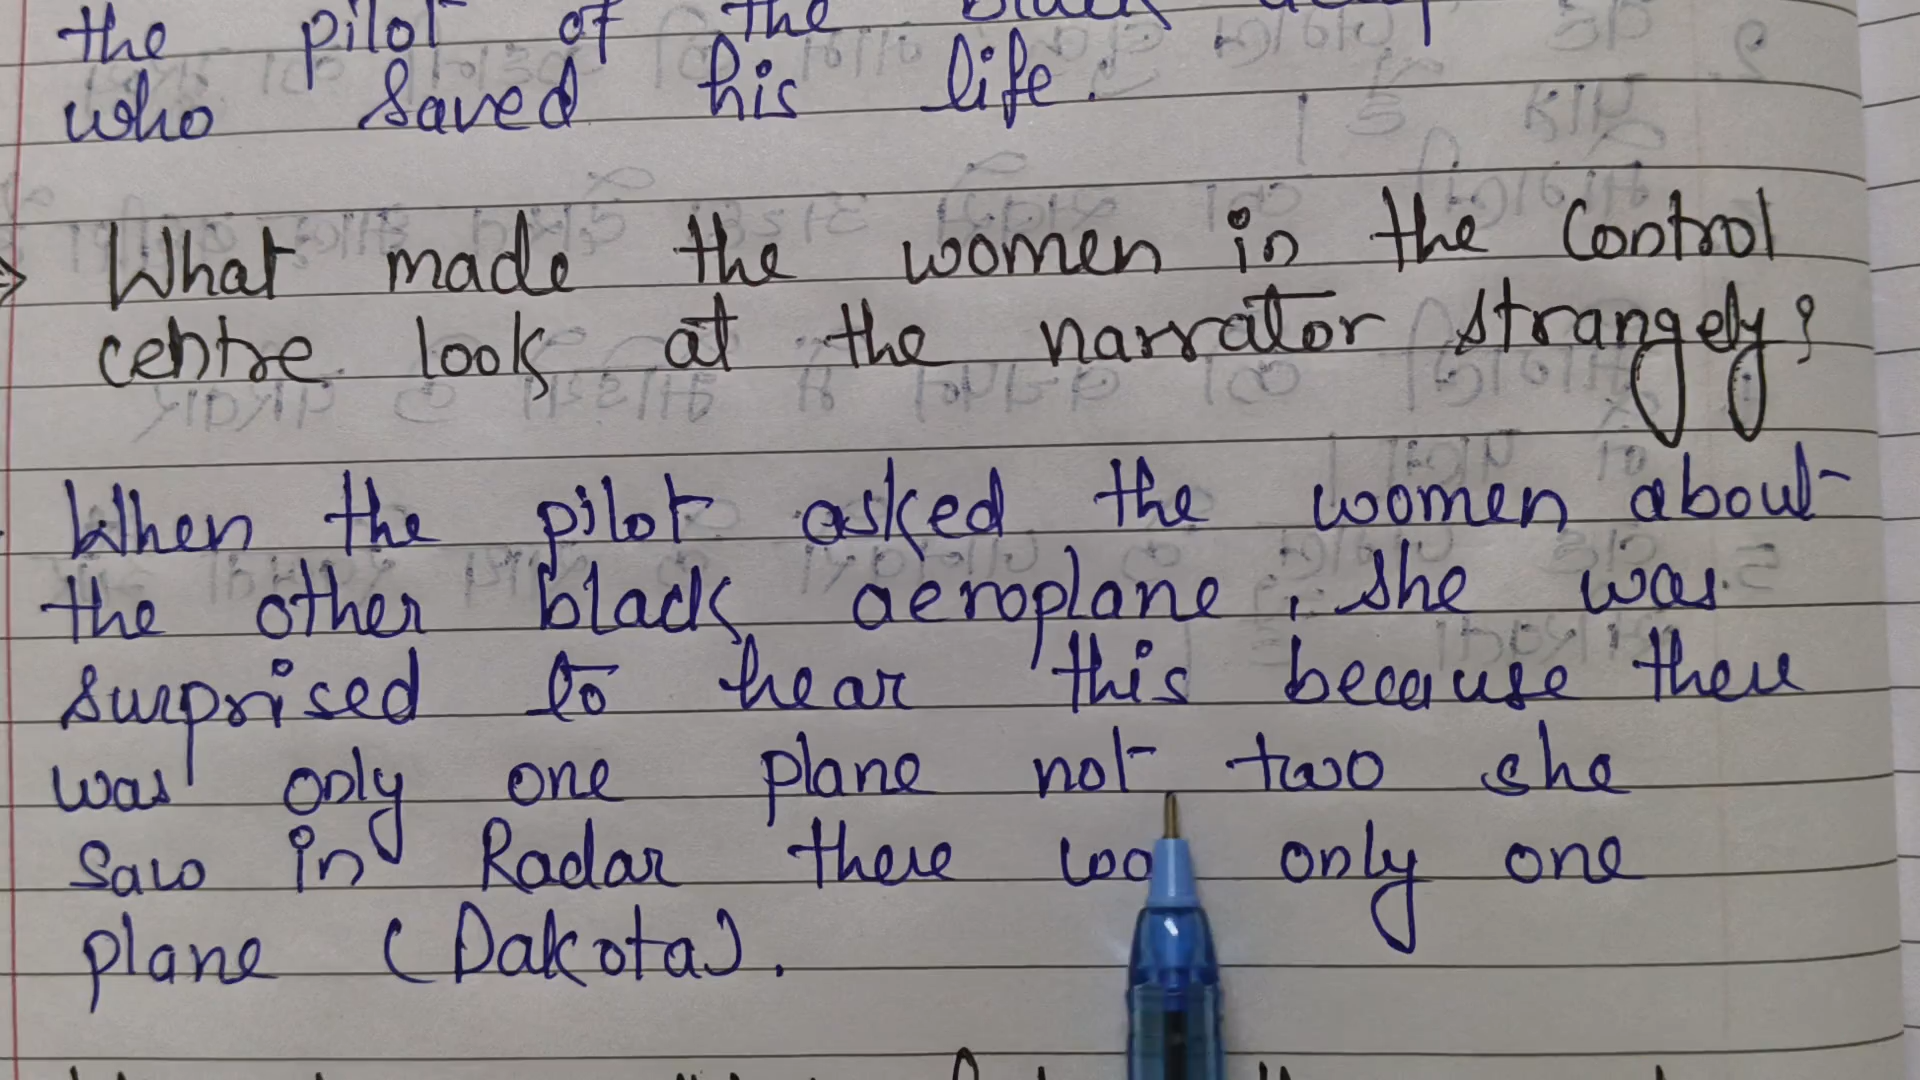 the pilot of the black
who saved his life.
What made the women in the control
centre look at the narrator strangely?
When the pilot asked the women about
the other black aeroplane, she was
surprised to hear this because there
was only one plane not two she
saw in Radar there was only one
plane (Dakota).